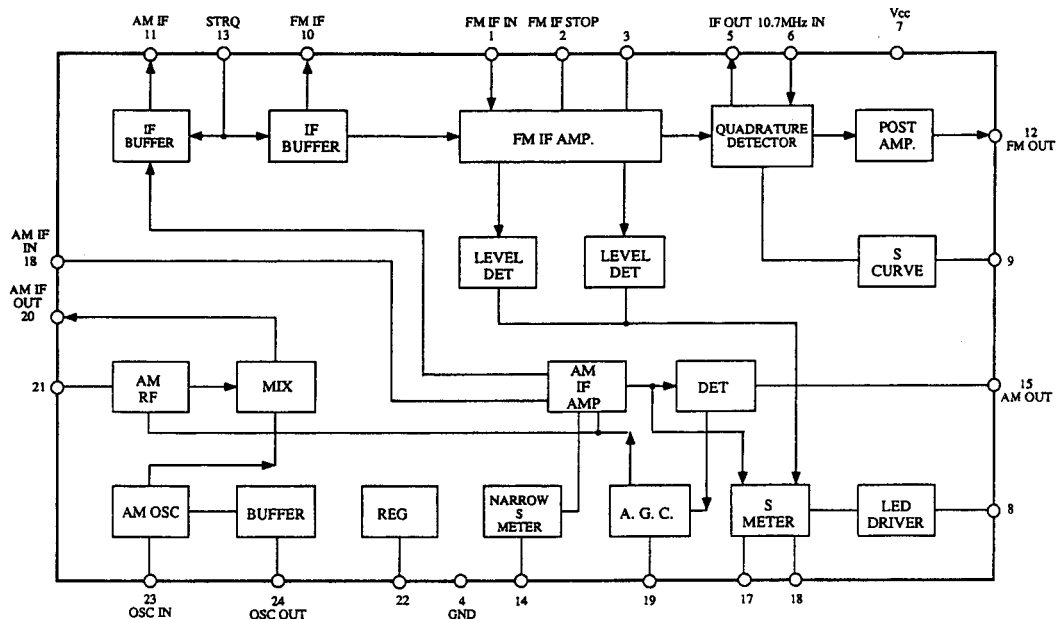 AM IF STRQ FM IF FM IF IN FM IF STOP IF OUT 10.7MHz IN Vcc
11 13 10 1 2 3 5 6 7
IF
BUFFER
IF
BUFFER
FM IF AMP.
QUADRATURE
DETECTOR
POST
AMP.
12
FM OUT
AM IF
IN
18
LEVEL
DET
LEVEL
DET
S
CURVE
9
AM IF
OUT
20
21
AM
RF
MIX
AM
IF
AMP
DET
15
AM OUT
AM OSC
BUFFER
REG
NARROW
S
METER
A. G. C.
S
METER
LED
DRIVER
8
23
OSC IN
24
OSC OUT
22
4
GND
14
19
17
18